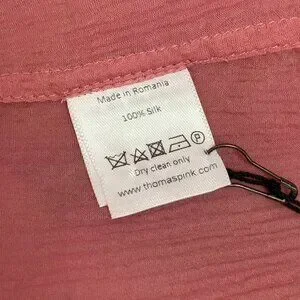 Made in Romania
100% Silk
P
Dry clean only
www.thomaspink.com